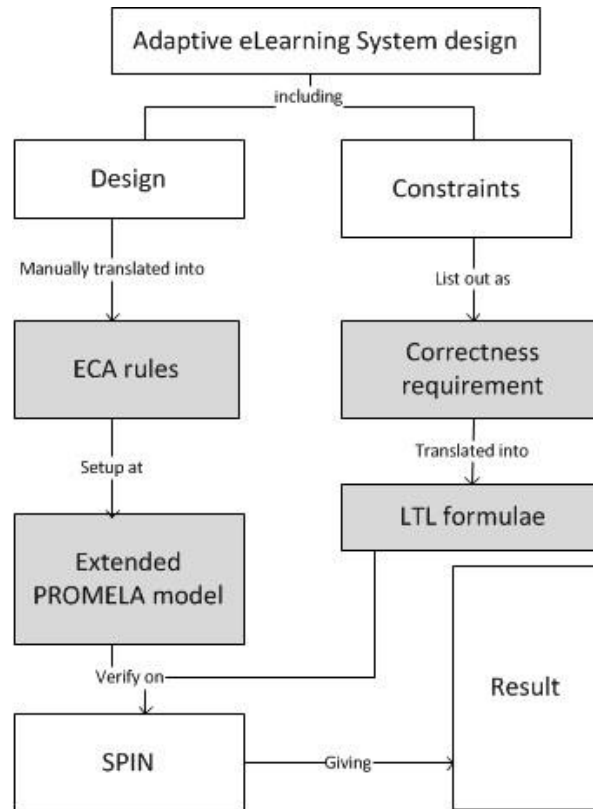 Adaptive eLearning System design
including
Design
Constraints
Manually translated into
List out as
ECA rules
Correctness
requirement
Setup at
Translated into
LTL formulae
Extended
PROMELA model
Verify on
Result
SPIN
Giving